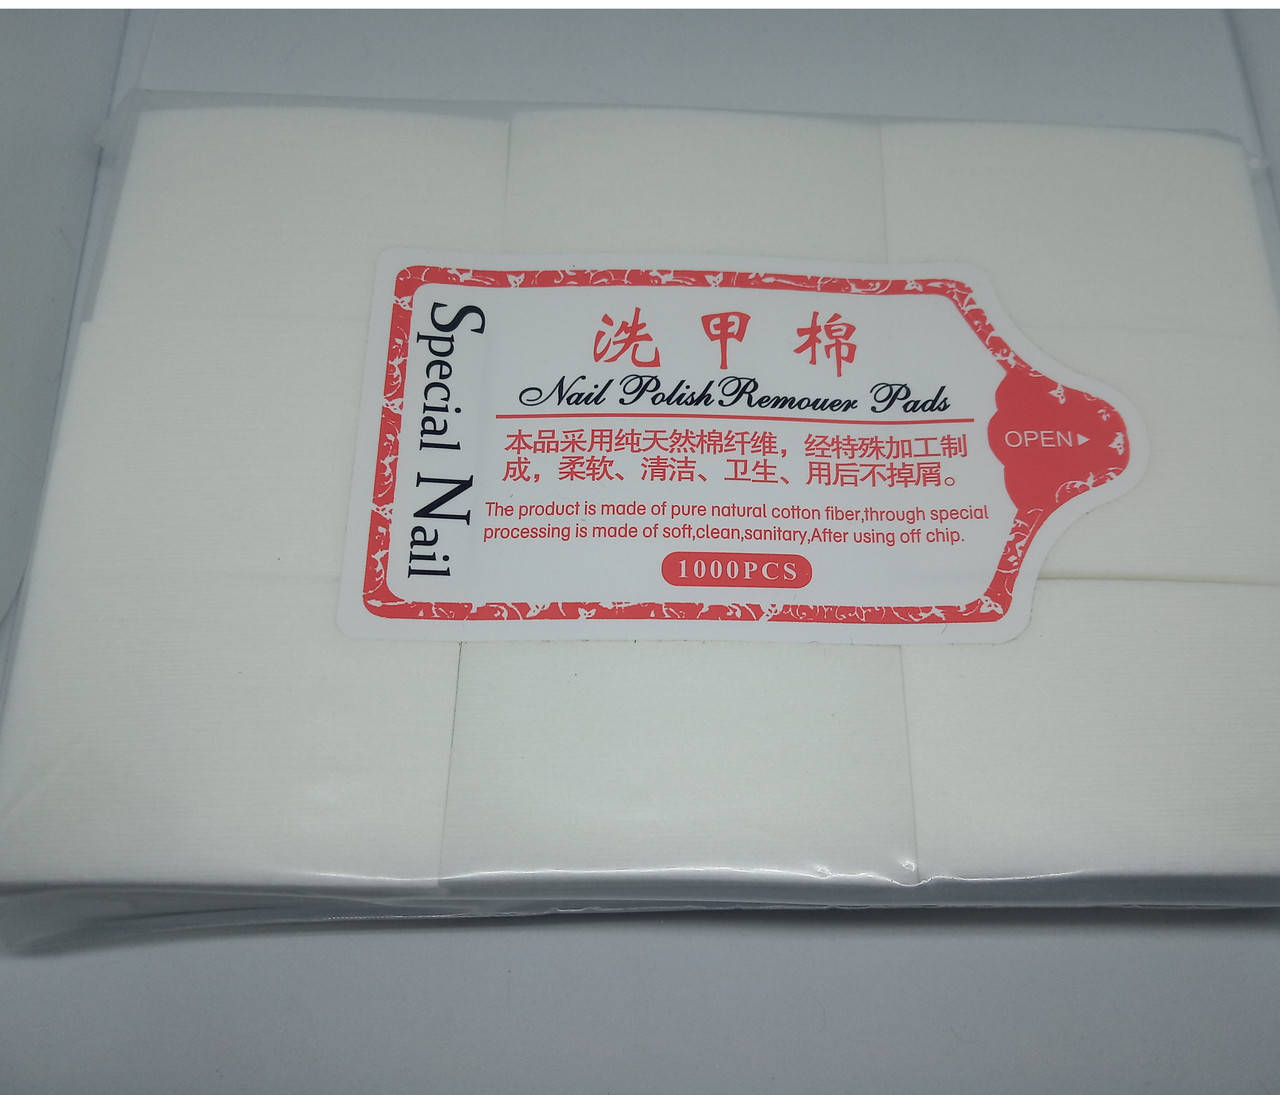 Special Nail
洗甲棉
Nail Polish Remouer Pads
本品采用纯天然棉纤维，经特殊加工制
成，柔软、清洁、卫生、用后不掉屑。
The product is made of pure natural cotton fiber,through special
processing is made of soft,clean,sanitary,After using off chip.
1000PCS
OPEN▶